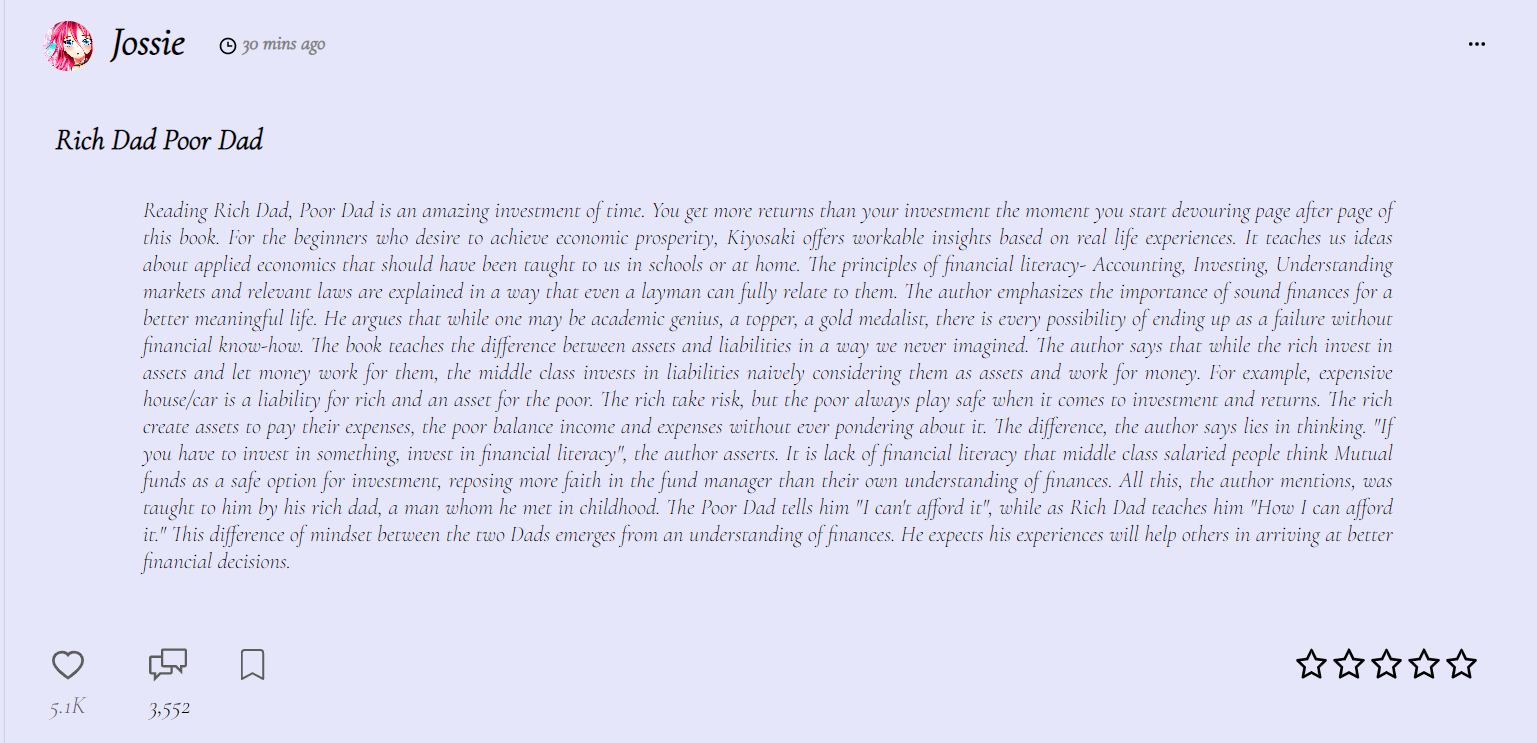 Jossie 30 mins ago
Rich Dad Poor Dad
Reading Rich Dad, Poor Dad is an amazing investment of time. You get more returns than your investment the moment you start devouring page after page of
this book. For the beginners who desire to achieve economic prosperity, Kiyosaki offers workable insights based on real life experiences. It teaches us ideas
about applied economics that should have been taught to us in schools or at home. The principles of financial literacy- Accounting, Investing, Understanding
markets and relevant laws are explained in a way that even a layman can fully relate to them. The author emphasizes the importance of sound finances for a
better meaningful life. He argues that while one may be academic genius, a topper, a gold medalist, there is every possibility of ending up as a failure without
financial know-how. The book teaches the difference between assets and liabilities in a way we never imagined. The author says that while the rich invest in
assets and let money work for them, the middle class invests in liabilities naively considering them as assets and work for money. For example, expensive
house/car is a liability for rich and an asset for the poor. The rich take risk, but the poor always play safe when it comes to investment and returns. The rich
create assets to pay their expenses, the poor balance income and expenses without ever pondering about it. The difference, the author says lies in thinking. "If
you have to invest in something, invest in financial literacy", the author asserts. It is lack of financial literacy that middle class salaried people think Mutual
funds as a safe option for investment, reposing more faith in the fund manager than their own understanding of finances. All this, the author mentions, was
taught to him by his rich dad, a man whom he met in childhood. The Poor Dad tells him "I can't afford it", while as Rich Dad teaches him "How I can afford
it." This difference of mindset between the two Dads emerges from an understanding of finances. He expects his experiences will help others in arriving at better
financial decisions.
5.1K 3,552